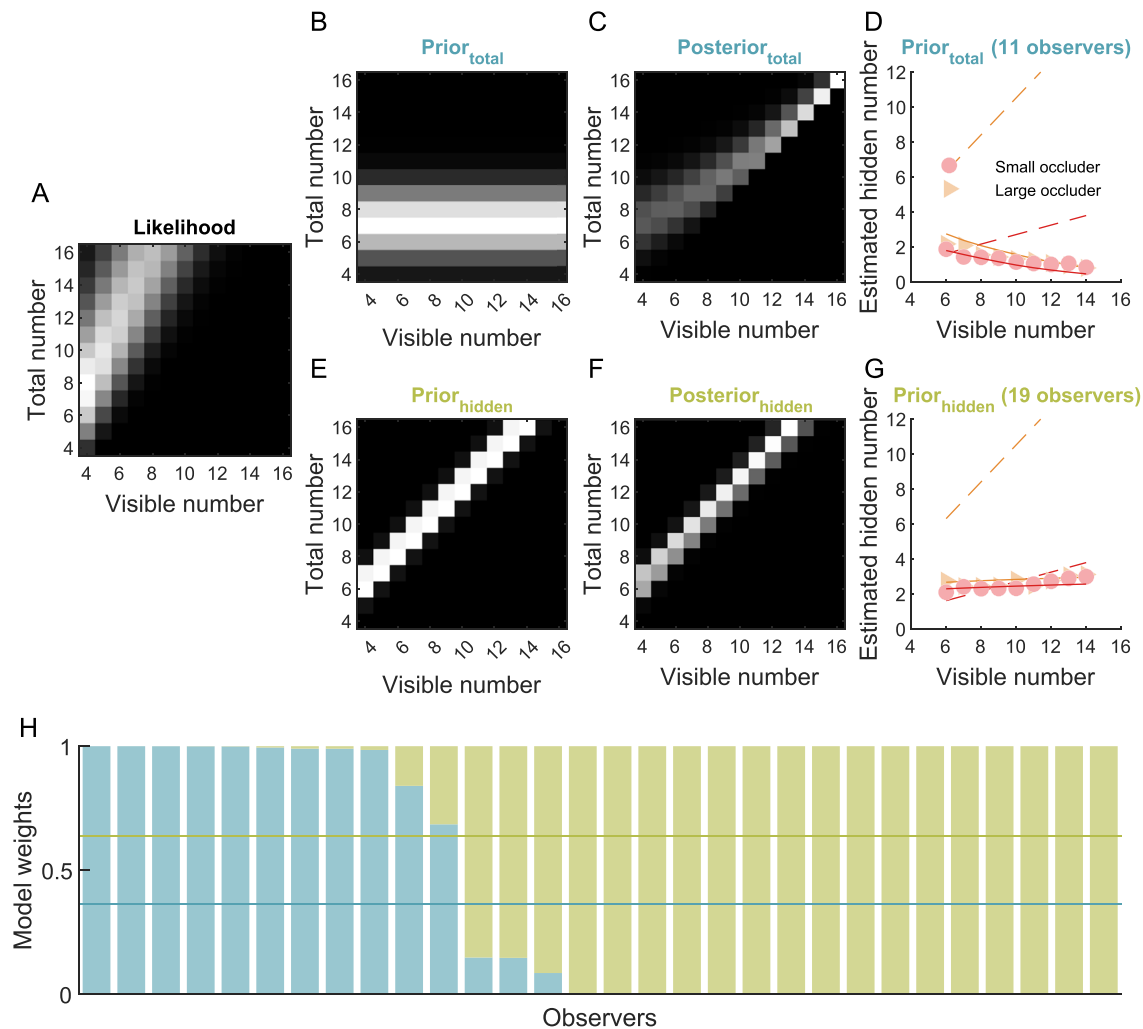 A
Likelihood
Total number
16
14
12
10
8
6
4
4 6 8 10 12 14 16
Visible number
B
Prior_total
Total number
16
14
12
10
8
6
4
4 6 8 10 12 14 16
Visible number
C
Posterior_total
Total number
16
14
12
10
8
6
4
4 6 8 10 12 14 16
Visible number
D
Prior_total (11 observers)
Estimated hidden number
12
10
8
6
4
2
0
Small occluder
Large occluder
4 6 8 10 12 14 16
Visible number
E
Prior_hidden
Total number
16
14
12
10
8
6
4
4 6 8 10 12 14 16
Visible number
F
Posterior_hidden
Total number
16
14
12
10
8
6
4
4 6 8 10 12 14 16
Visible number
G
Prior_hidden (19 observers)
Estimated hidden number
12
10
8
6
4
2
0
4 6 8 10 12 14 16
Visible number
H
Model weights
1
0.5
0
Observers